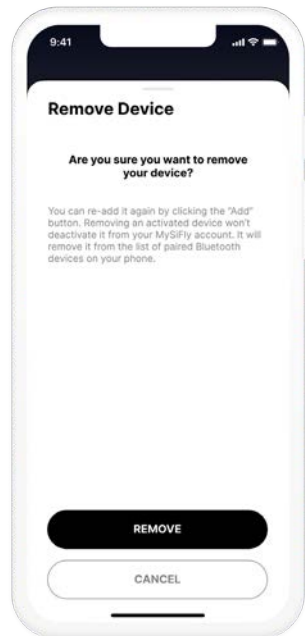 9:41
Remove Device
Are you sure you want to remove
your device?
You can re-add it again by clicking the "Add"
button. Removing an activated device won't
deactivate it from your MySiFly account. It will
remove it from the list of paired Bluetooth
devices on your phone.
REMOVE
CANCEL